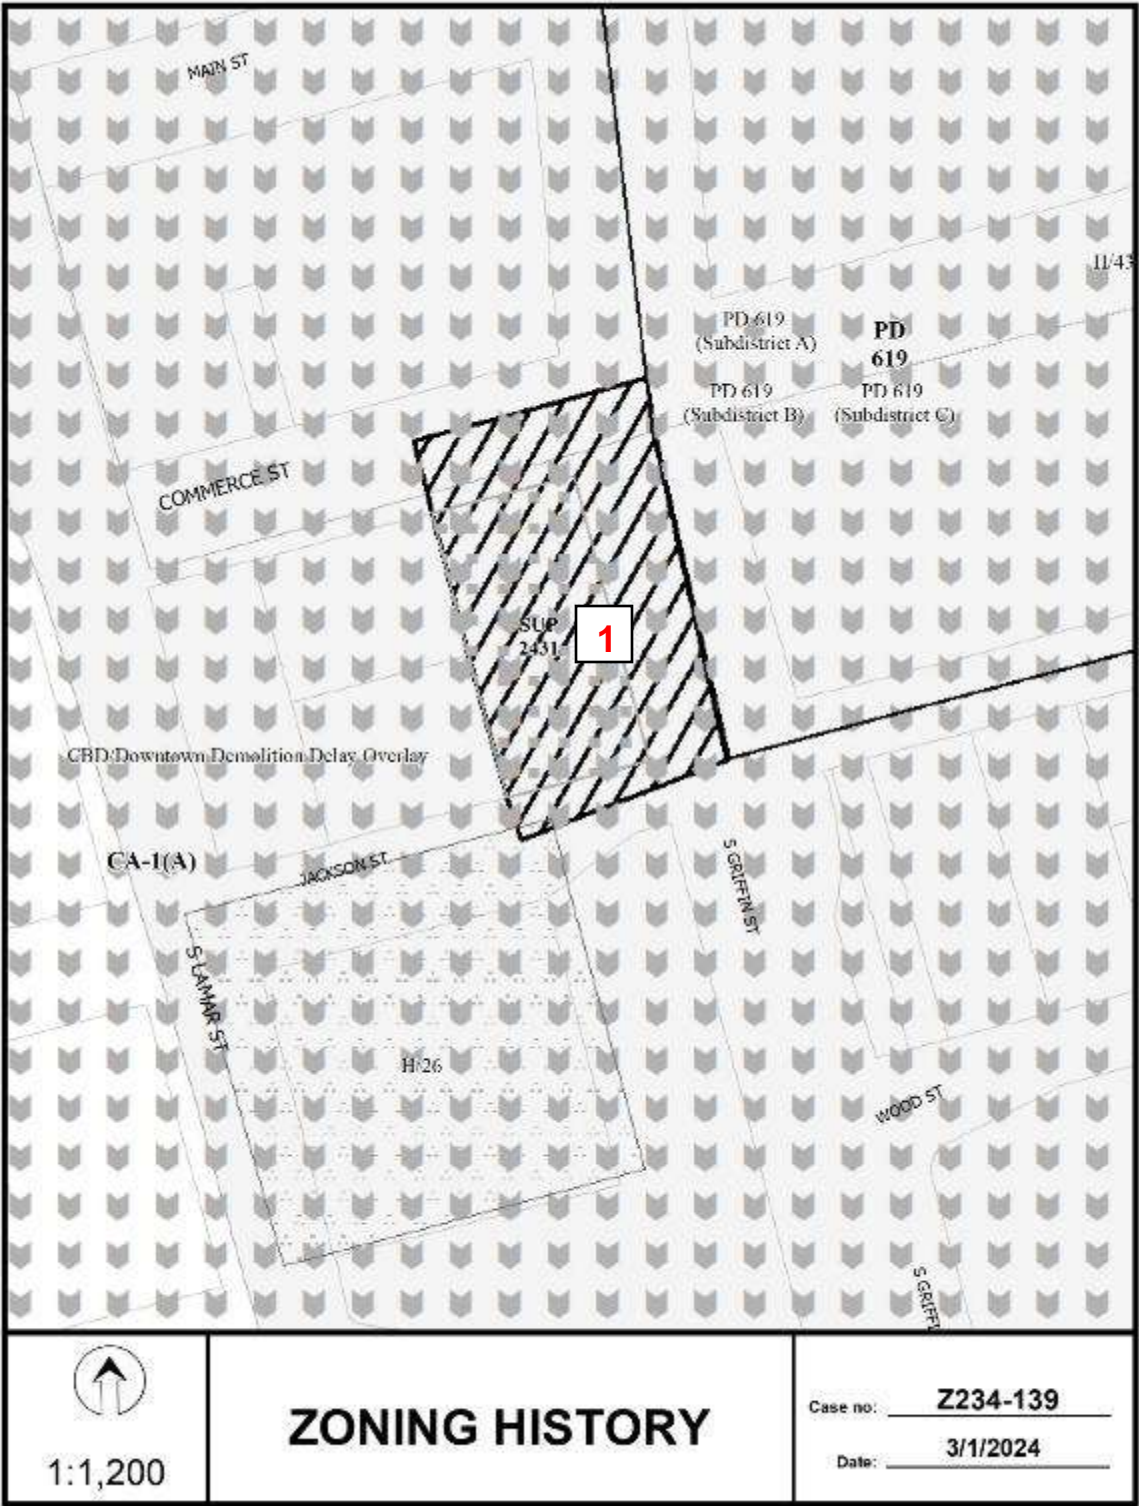 MAIN ST
H/43
PD 619
(Subdistrict A)
PD
619
PD 619
(Subdistrict B)
PD 619
(Subdistrict C)
COMMERCE ST
SUP
2431
1
CBD/Downtown Demolition Delay Overlay
CA-1(A)
JACKSON ST
S GRIFFIN ST
S LAMAR ST
H/26
WOOD ST
S GRIFFI
1:1,200
ZONING HISTORY
Case no: Z234-139
Date: 3/1/2024